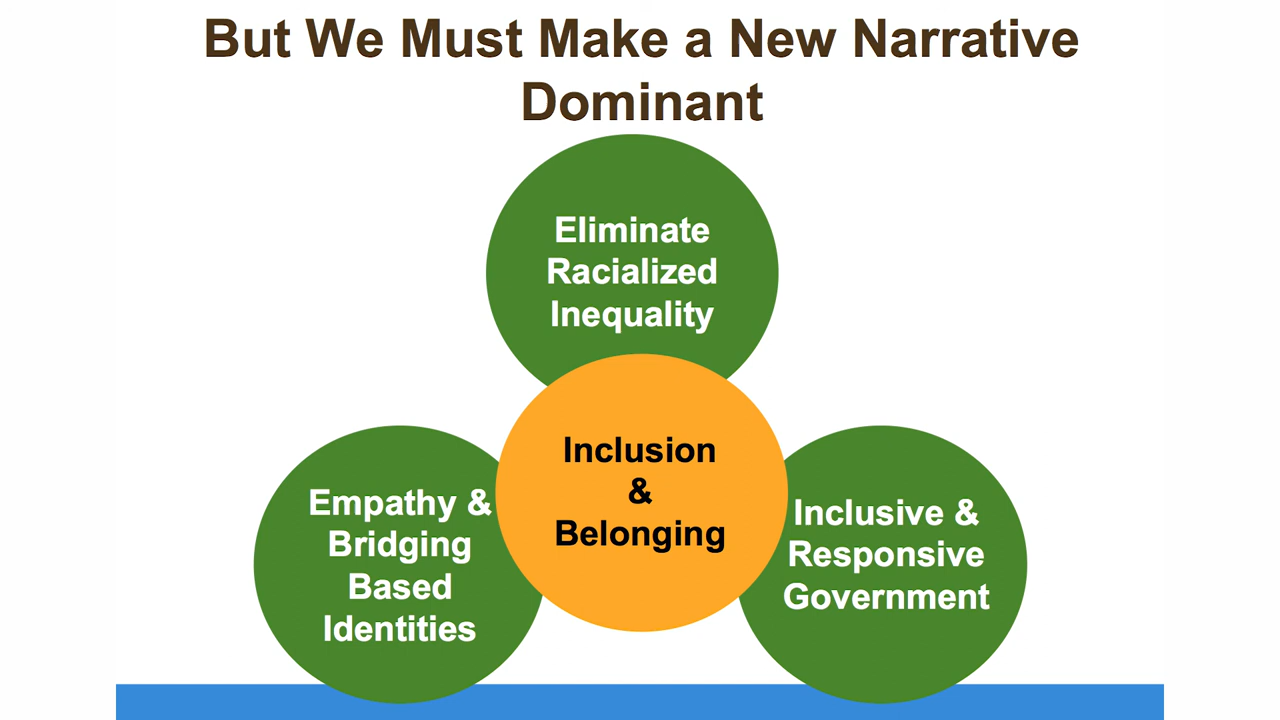 But We Must Make a New Narrative
Dominant
Eliminate
Racialized
Inequality
Inclusion
&
Belonging
Empathy &
Bridging
Based
Identities
Inclusive &
Responsive
Government